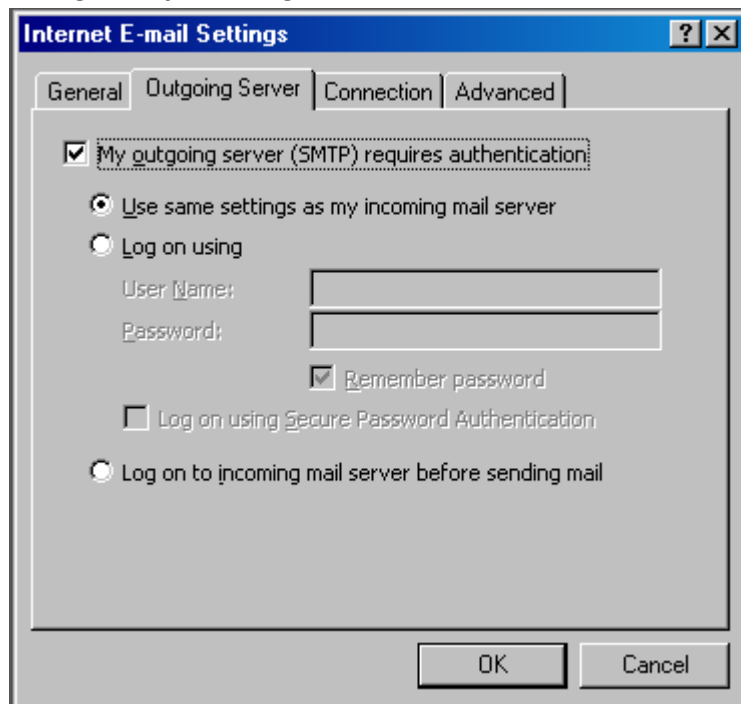 Internet E-mail Settings ? X
General Outgoing Server Connection Advanced
My outgoing server (SMTP) requires authentication
Use same settings as my incoming mail server
Log on using
User Name:
Password:
Remember password
Log on using Secure Password Authentication
Log on to incoming mail server before sending mail
OK Cancel